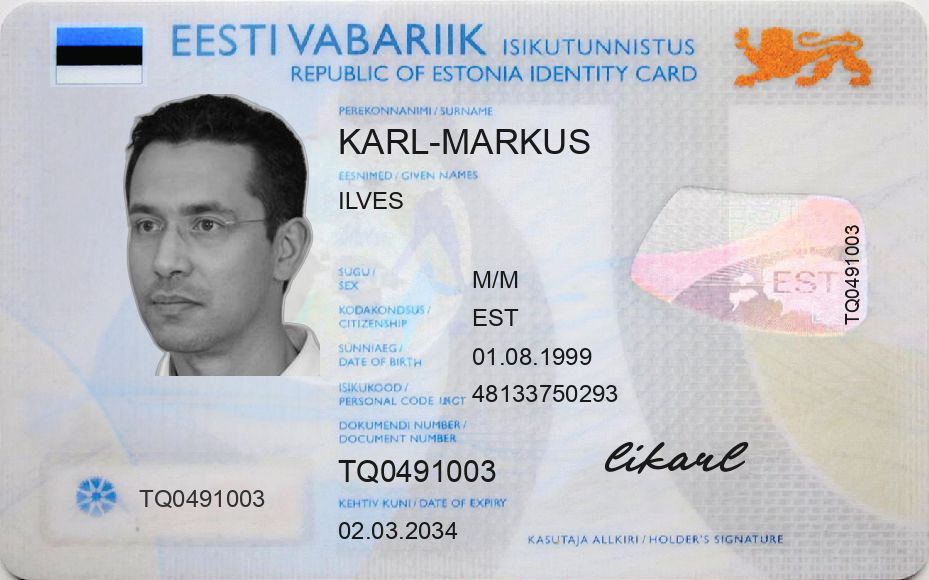 EESTI VABARIIK ISIKUTUNNISTUS
REPUBLIC OF ESTONIA IDENTITY CARD
PEREKONNANIMI / SURNAME
KARL-MARKUS
EESNIMED / GIVEN NAMES
ILVES
SUGU /
SEX
M/M
KODAKONDSUS /
CITIZENSHIP
EST
SÜNNIAEG /
DATE OF BIRTH
01.08.1999
ISIKUKOOD /
PERSONAL CODE
48133750293
DOKUMENDI NUMBER /
DOCUMENT NUMBER
TQ0491003
KEHTIV KUNI / DATE OF EXPIRY
02.03.2034
TQ0491003
EST
TQ0491003
likarl
KASUTAJA ALLKIRI / HOLDER'S SIGNATURE